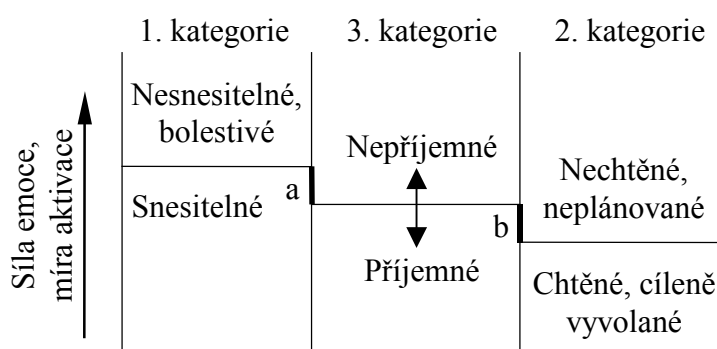 1. kategorie
3. kategorie
2. kategorie
Síla emoce,
míra aktivace
Nesnesitelné,
bolestivé
Snesitelné
a
Nepříjemné
Příjemné
b
Nechtěné,
neplánované
Chtěné, cíleně
vyvolané